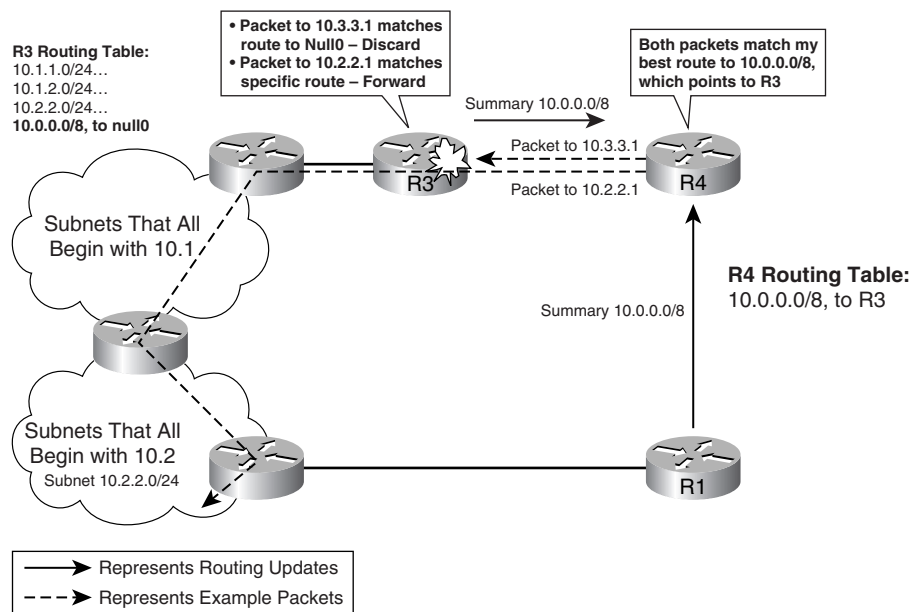 R3 Routing Table:
10.1.1.0/24…
10.1.2.0/24…
10.2.2.0/24…
10.0.0.0/8, to null0
• Packet to 10.3.3.1 matches
route to Null0 – Discard
• Packet to 10.2.2.1 matches
specific route – Forward
Both packets match my
best route to 10.0.0.0/8,
which points to R3
Summary 10.0.0.0/8
Packet to 10.3.3.1
Packet to 10.2.2.1
R3
R4
Subnets That All
Begin with 10.1
R4 Routing Table:
10.0.0.0/8, to R3
Summary 10.0.0.0/8
Subnets That All
Begin with 10.2
Subnet 10.2.2.0/24
R1
Represents Routing Updates
Represents Example Packets